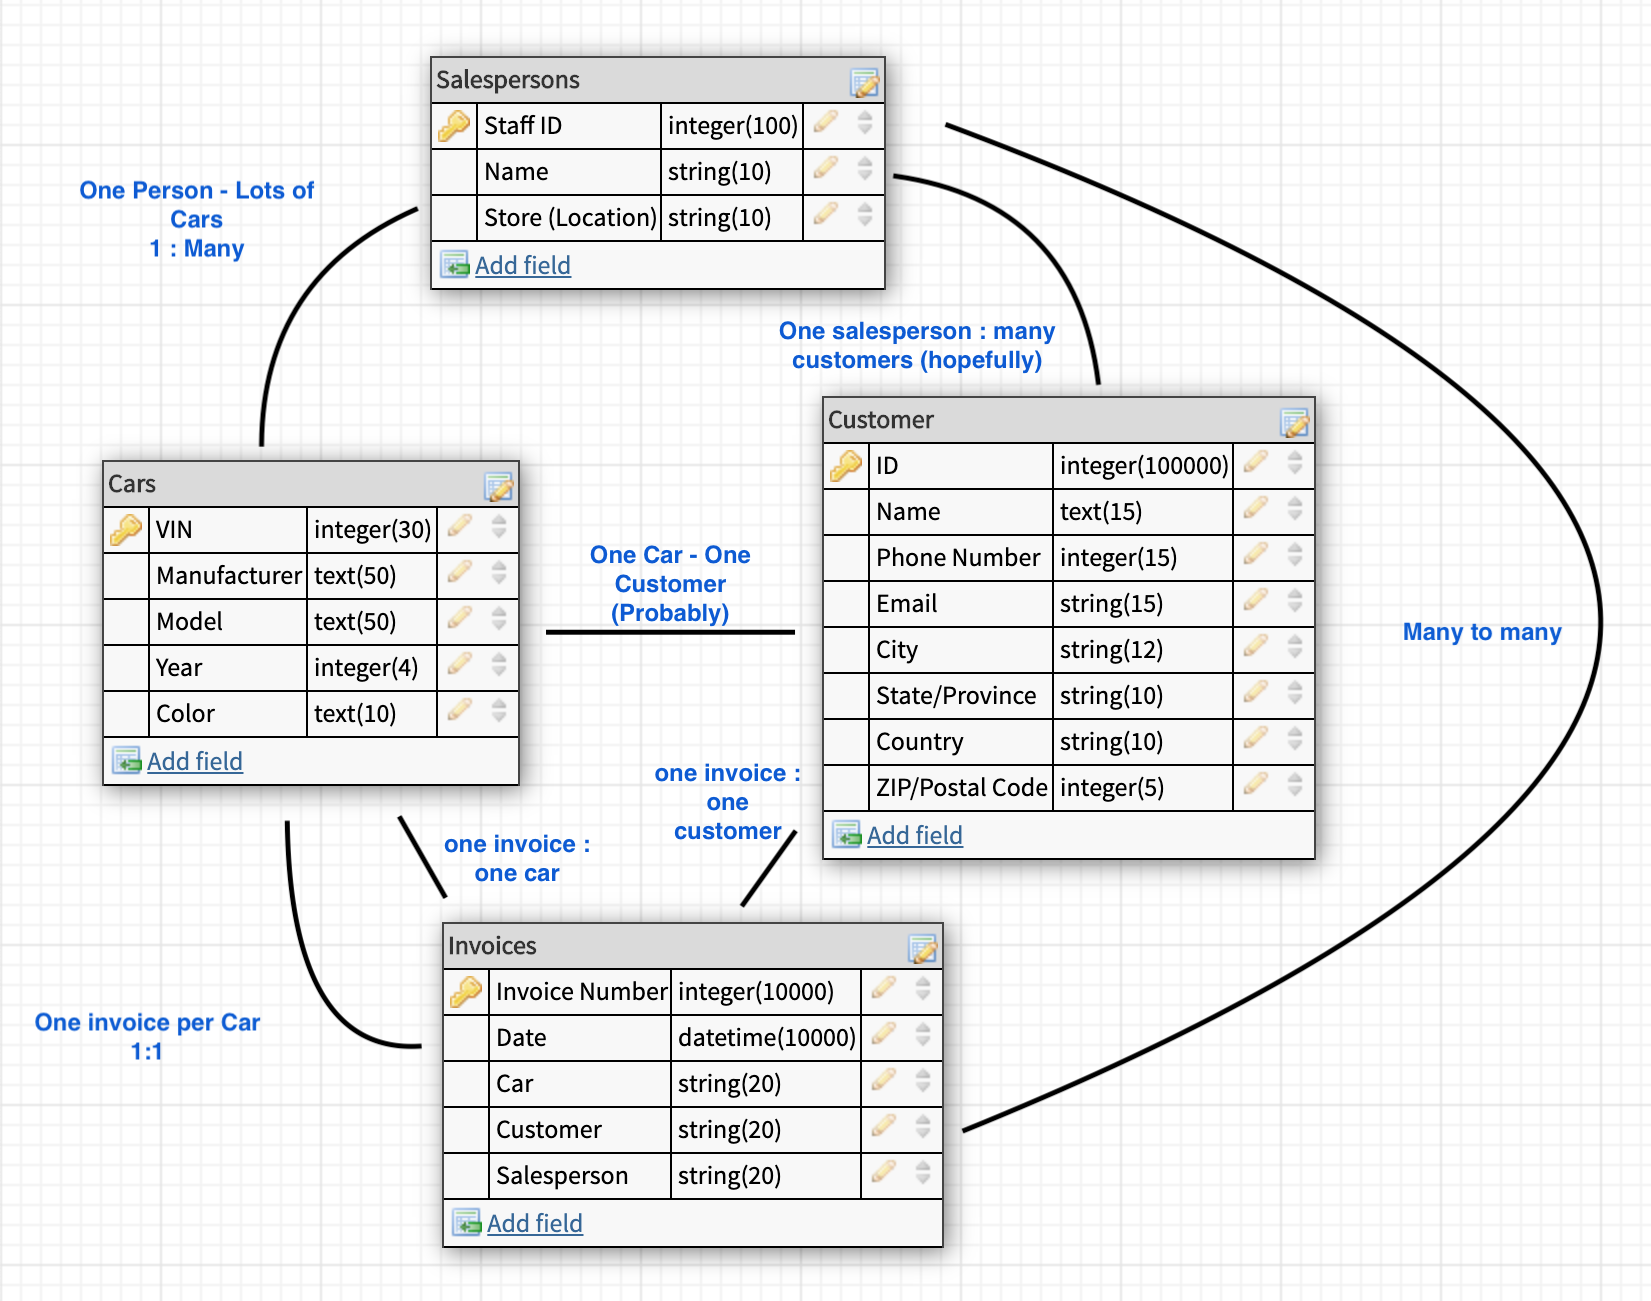 Salespersons
Staff ID integer(100)
Name string(10)
Store (Location) string(10)
Add field
One Person - Lots of
Cars
1 : Many
One salesperson : many
customers (hopefully)
Customer
ID integer(100000)
Name text(15)
Phone Number integer(15)
Email string(15)
City string(12)
State/Province string(10)
Country string(10)
ZIP/Postal Code integer(5)
Add field
Cars
VIN integer(30)
Manufacturer text(50)
Model text(50)
Year integer(4)
Color text(10)
Add field
One Car - One
Customer
(Probably)
Many to many
one invoice :
one
customer
one invoice :
one car
One invoice per Car
1:1
Invoices
Invoice Number integer(10000)
Date datetime(10000)
Car string(20)
Customer string(20)
Salesperson string(20)
Add field